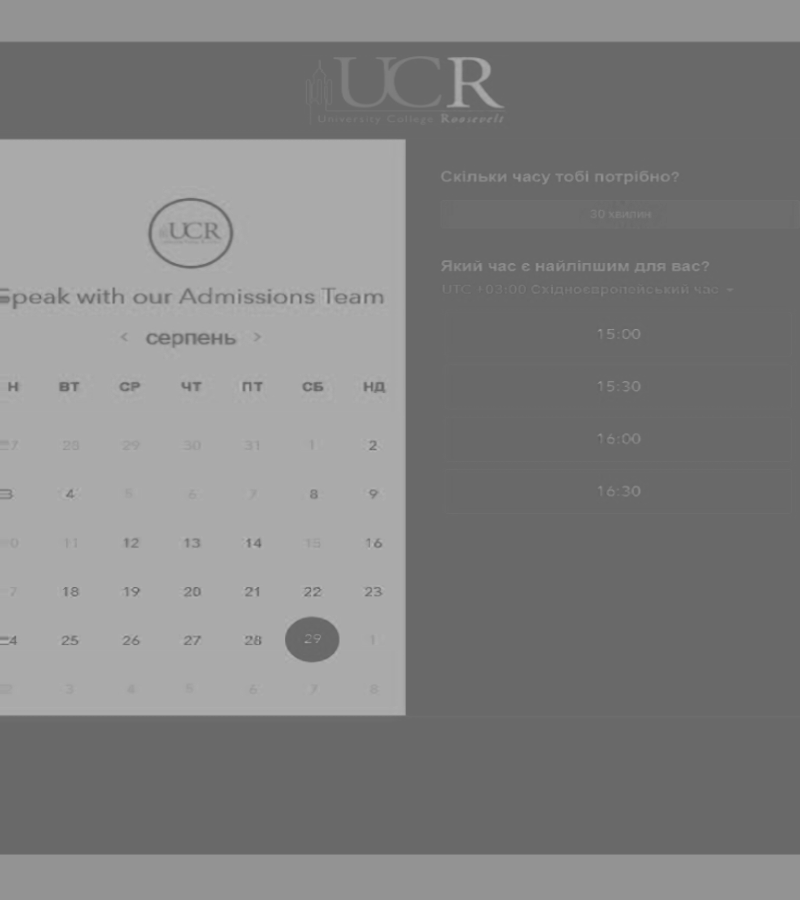 UCR
University College Roosevelt
UCR
Speak with our Admissions Team
< серпень >
Н ВТ СР ЧТ ПТ СБ НД
27 28 29 30 31 1 2
3 4 5 6 7 8 9
10 11 12 13 14 15 16
17 18 19 20 21 22 23
24 25 26 27 28 29 1
2 3 4 5 6 7 8
Скільки часу тобі потрібно?
30 хвилин
Який час є найліпшим для вас?
UTC +03:00 Східноєвропейський час
15:00
15:30
16:00
16:30